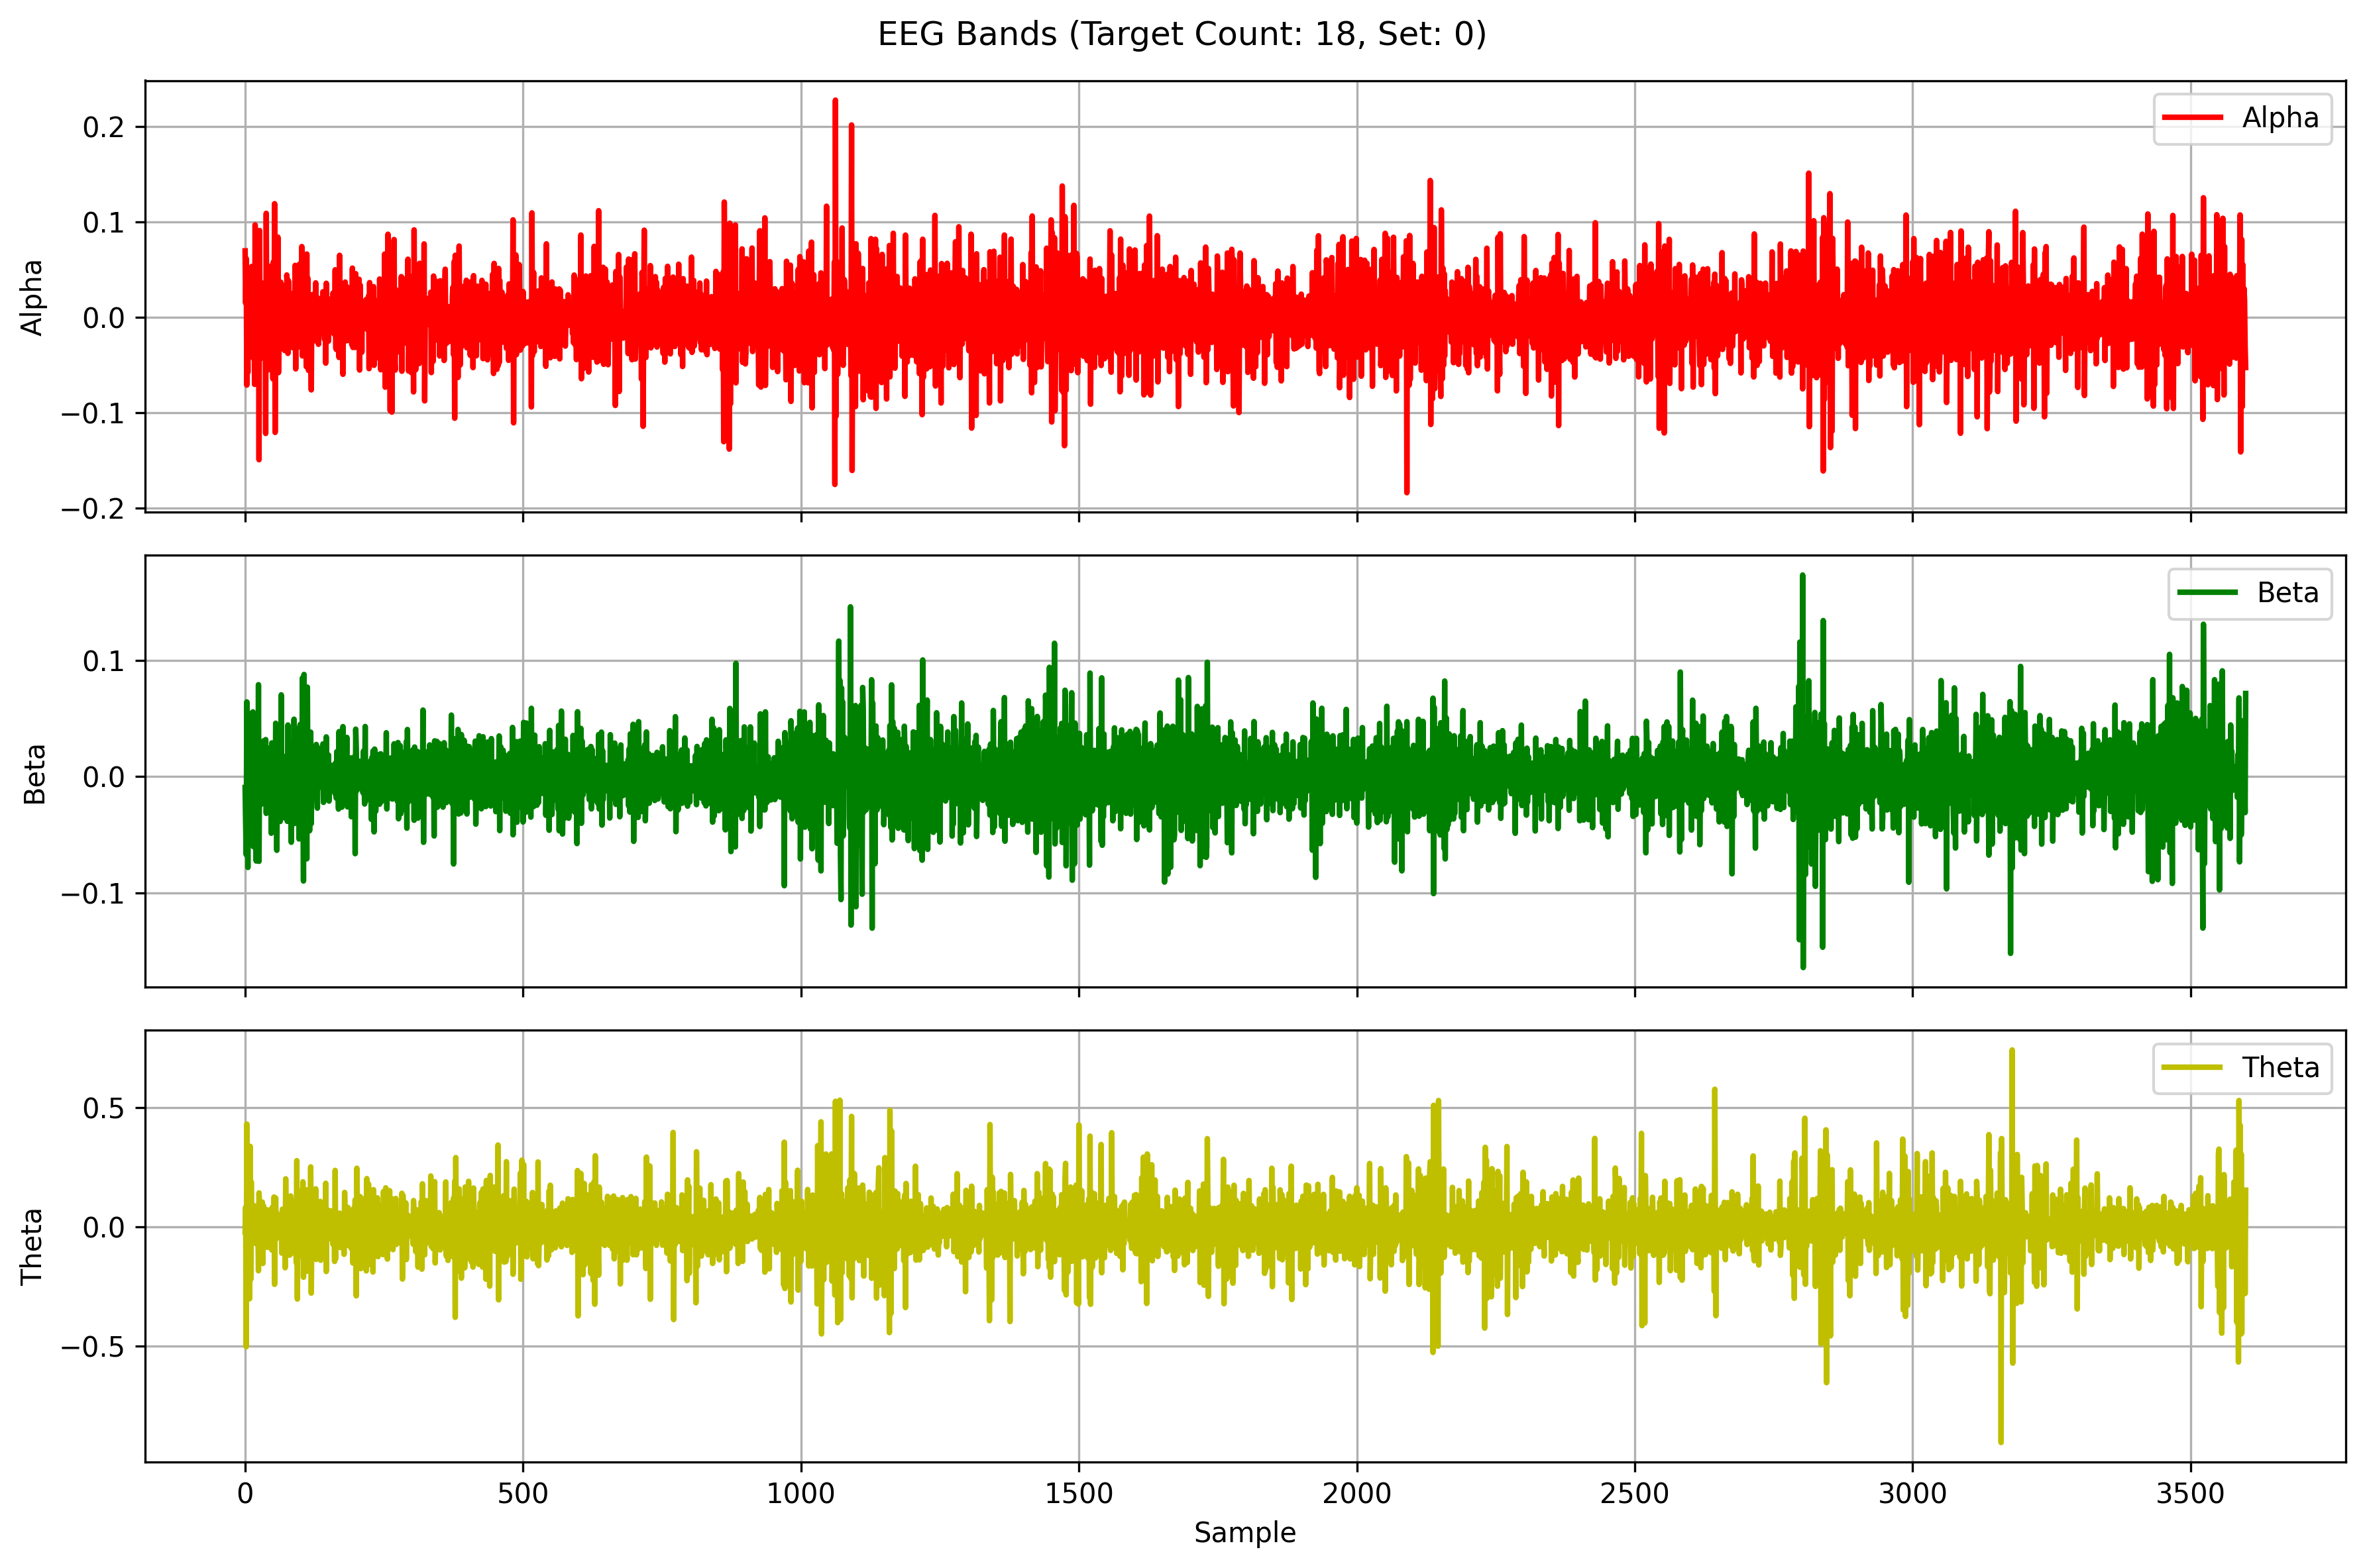 EEG Bands (Target Count: 18, Set: 0)
Alpha
0.2
0.1
0.0
−0.1
−0.2
Alpha
Beta
0.1
0.0
−0.1
Beta
Theta
0.5
0.0
−0.5
Theta
0 500 1000 1500 2000 2500 3000 3500
Sample